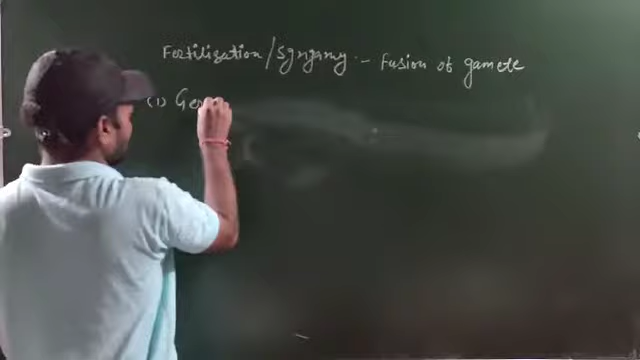 Fertilization/Syngamy :- Fusion of gamete
(1) Ge